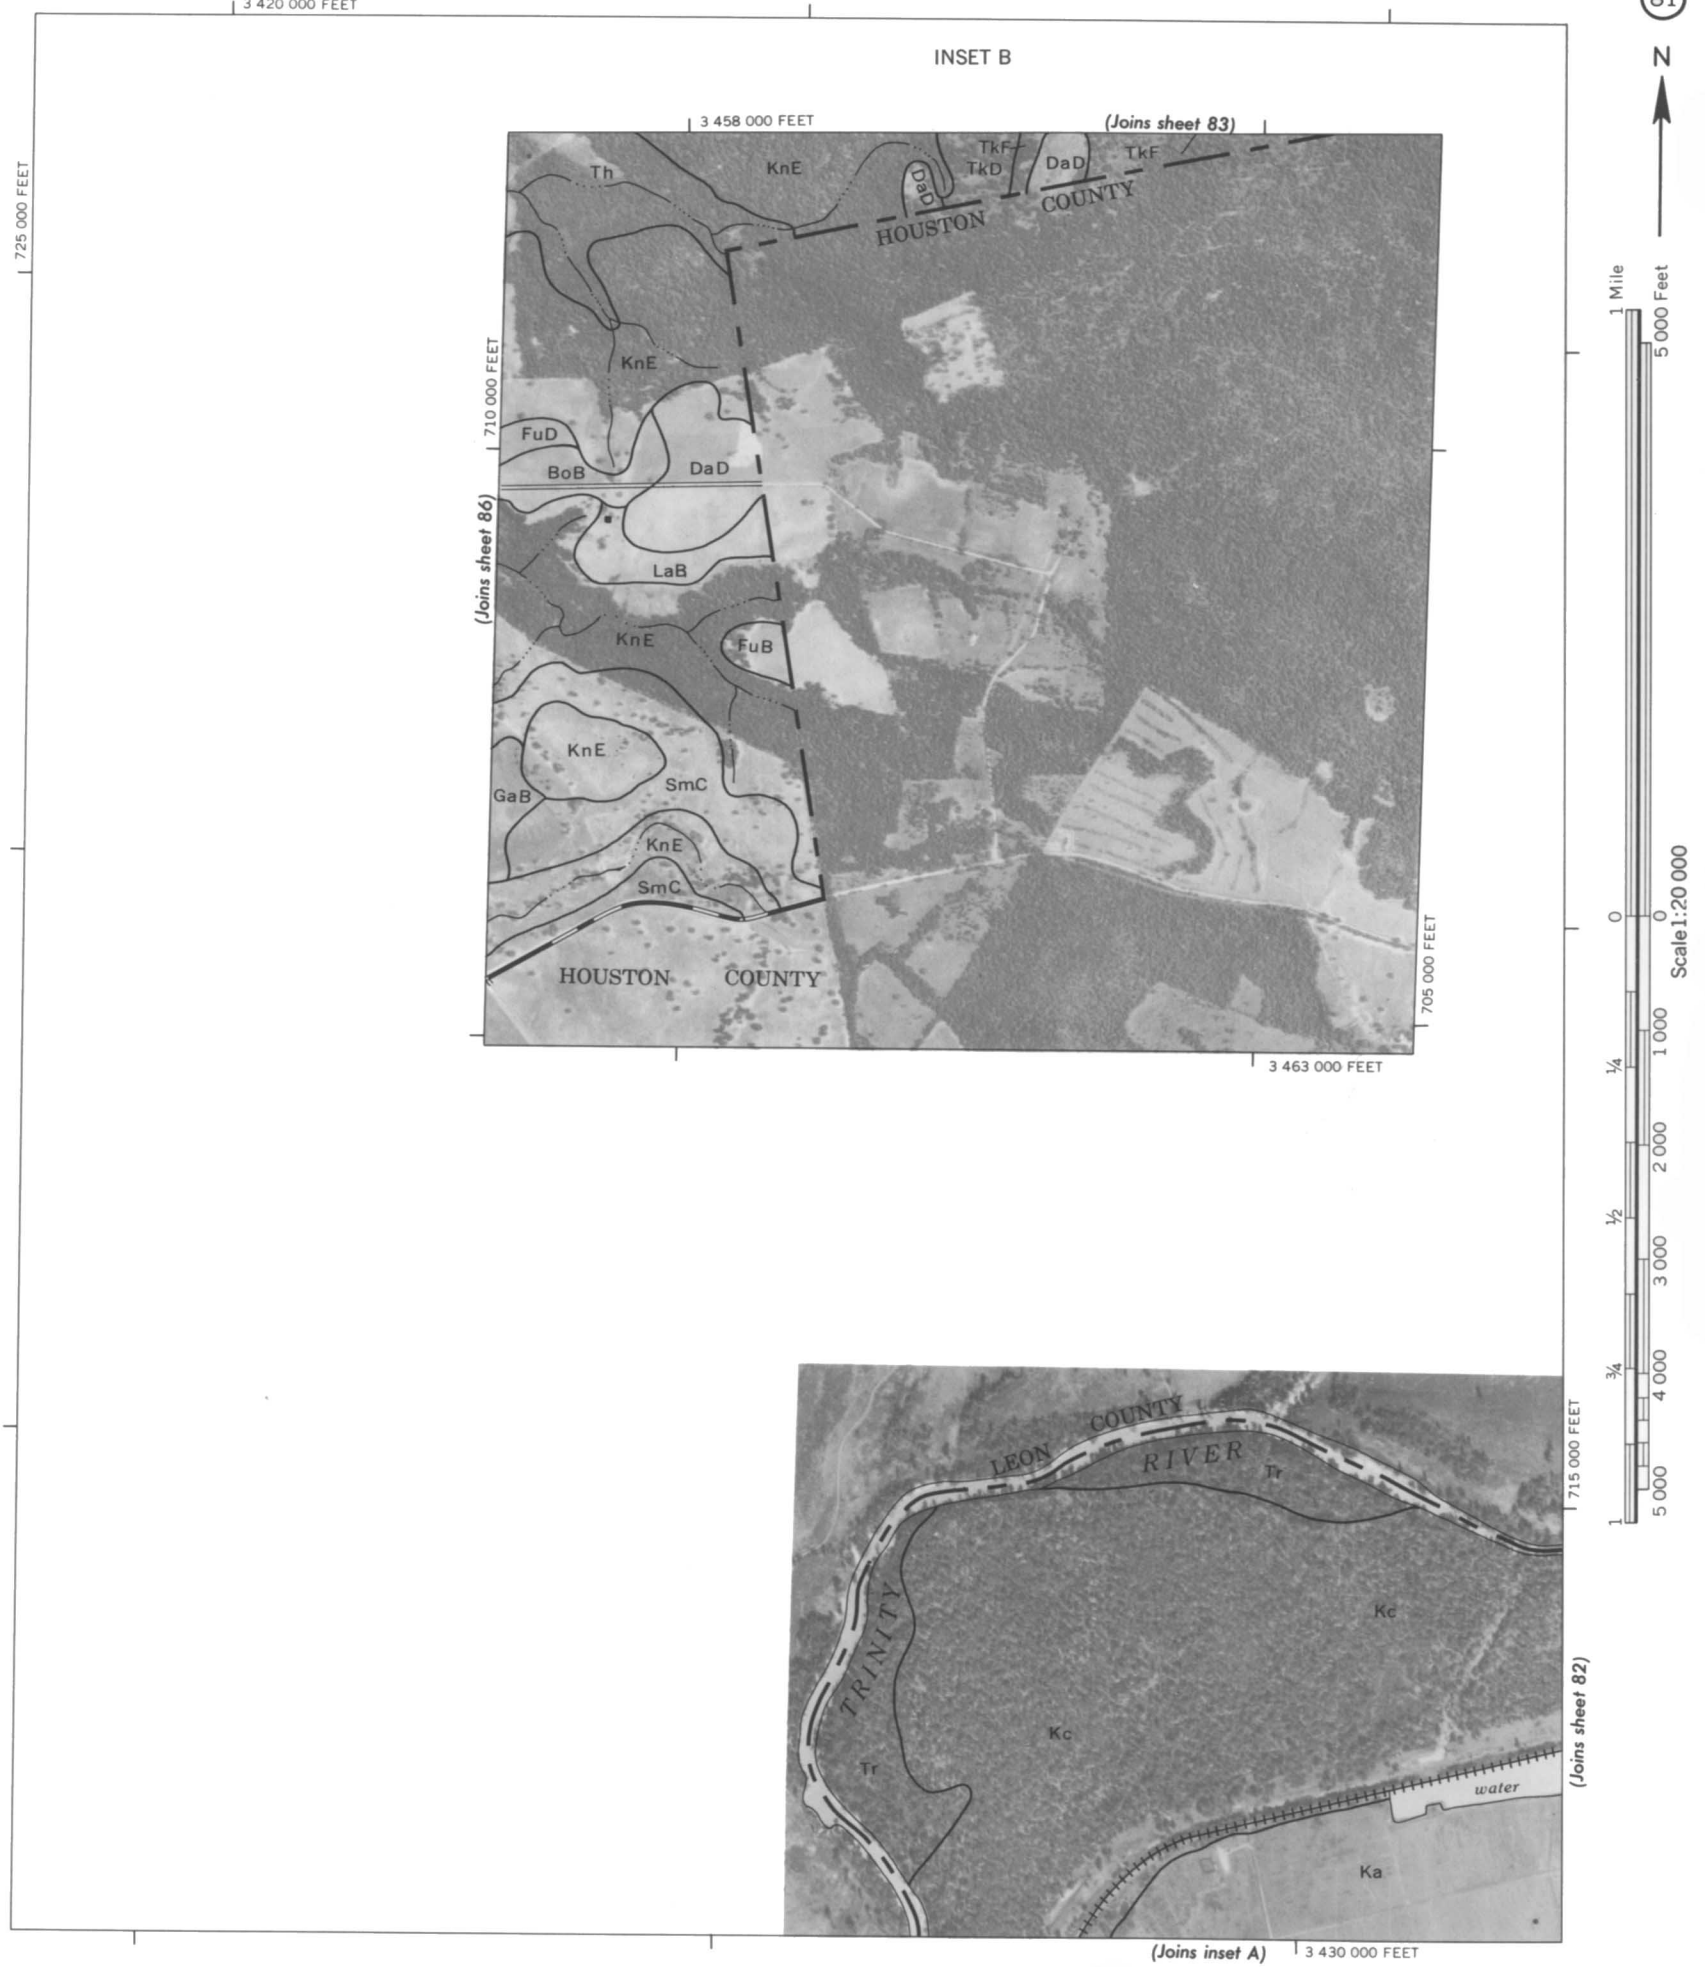 3 420 000 FEET
81
N
INSET B
3 458 000 FEET
(Joins sheet 83)
725 000 FEET
Th
KnE
DaD
TkF
TkD
DaD
TkF
HOUSTON COUNTY
1 Mile
5 000 Feet
710 000 FEET
KnE
FuD
BoB
DaD
(Joins sheet 86)
LaB
KnE
FuB
KnE
SmC
GaB
KnE
SmC
HOUSTON COUNTY
705 000 FEET
3 463 000 FEET
0
0
Scale 1:20 000
1/4
1 000
1/2
2 000
3 000
3/4
4 000
1
5 000
LEON COUNTY
RIVER
Tr
715 000 FEET
TRINITY
Kc
Kc
Tr
(Joins sheet 82)
water
Ka
(Joins inset A)
3 430 000 FEET